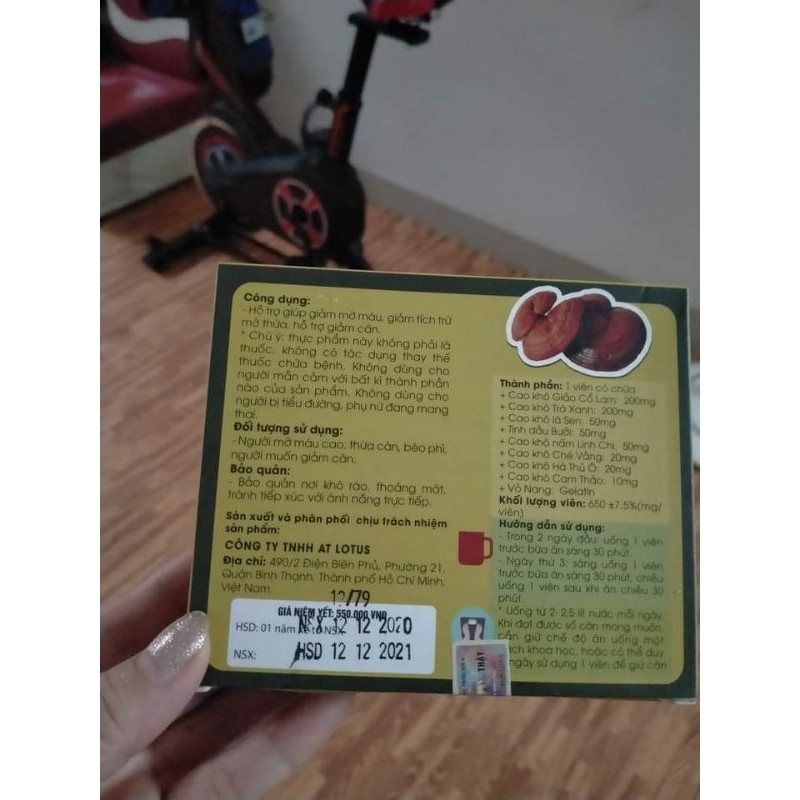 Công dụng:
- Hỗ trợ giúp giảm mỡ máu, giảm tích trữ
mỡ thừa, hỗ trợ giảm cân.
* Chú ý: thực phẩm này không phải là
thuốc, không có tác dụng thay thế
thuốc chữa bệnh. Không dùng cho
người mẫn cảm với bất kì thành phần
nào của sản phẩm. Không dùng cho
người bị tiểu đường, phụ nữ đang mang
thai.
Đối tượng sử dụng:
- Người mỡ máu cao, thừa cân, béo phì,
người muốn giảm cân.
Bảo quản:
- Bảo quản nơi khô ráo, thoáng mát,
tránh tiếp xúc với ánh nắng trực tiếp.
Sản xuất và phân phối chịu trách nhiệm
sản phẩm:
CÔNG TY TNHH AT LOTUS
Địa chỉ: 490/2 Điện Biên Phủ, Phường 21,
Quận Bình Thạnh, Thành phố Hồ Chí Minh,
Việt Nam.
12/79
GIÁ NIÊM YẾT: 550.000 VNĐ
HSD: 01 năm kể từ NSX
NSX 12 12 2020
NSX:
HSD 12 12 2021
Thành phần: 1 viên có chứa
+ Cao khô Giảo Cổ Lam: 200mg
+ Cao khô Trà Xanh: 200mg
+ Cao khô lá Sen: 50mg
+ Tinh dầu Bưởi: 50mg
+ Cao khô nấm Linh Chi: 50mg
+ Cao khô Chè Vằng: 20mg
+ Cao khô Hà Thủ Ô: 20mg
+ Cao khô Cam Thảo: 10mg
+ Vỏ Nang: Gelatin
Khối lượng viên: 650 ±7.5%(mg/
viên)
Hướng dẫn sử dụng:
- Trong 2 ngày đầu: uống 1 viên
trước bữa ăn sáng 30 phút.
- Ngày thứ 3: sáng uống 1 viên
trước bữa ăn sáng 30 phút, chiều
uống 1 viên sau khi ăn chiều 30
phút.
* Uống từ 2- 2.5 lít nước mỗi ngày.
Khi đạt được số cân mong muốn,
cần giữ chế độ ăn uống một
cách khoa học, hoặc có thể duy
ngày sử dụng 1 viên để giữ cân
THẬT